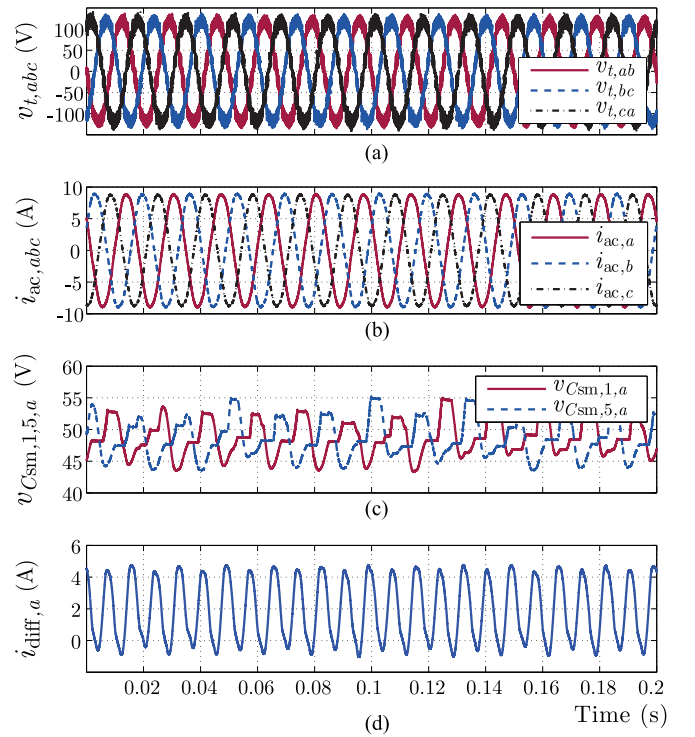 v_{t,abc} (V)
100
50
0
-50
-100
v_{t,ab}
v_{t,bc}
v_{t,ca}
(a)
i_{ac,abc} (A)
10
5
0
-5
-10
i_{ac,a}
i_{ac,b}
i_{ac,c}
(b)
v_{Csm,1,5,a} (V)
60
55
50
45
40
v_{Csm,1,a}
v_{Csm,5,a}
(c)
i_{diff,a} (A)
6
4
2
0
0.02 0.04 0.06 0.08 0.1 0.12 0.14 0.16 0.18 0.2
Time (s)
(d)